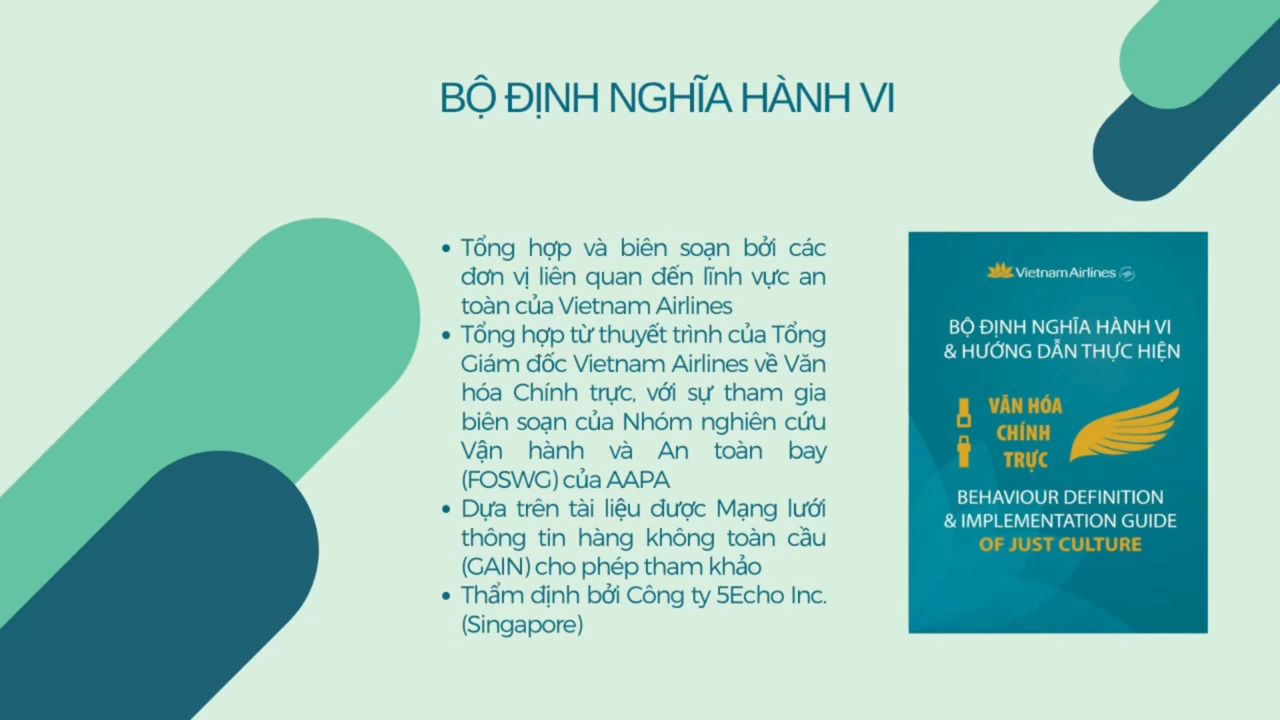 BỘ ĐỊNH NGHĨA HÀNH VI
• Tổng hợp và biên soạn bởi các
đơn vị liên quan đến lĩnh vực an
toàn của Vietnam Airlines
• Tổng hợp từ thuyết trình của Tổng
Giám đốc Vietnam Airlines về Văn
hóa Chính trực, với sự tham gia
biên soạn của Nhóm nghiên cứu
Vận hành và An toàn bay
(FOSWG) của AAPA
• Dựa trên tài liệu được Mạng lưới
thông tin hàng không toàn cầu
(GAIN) cho phép tham khảo
• Thẩm định bởi Công ty 5Echo Inc.
(Singapore)
Vietnam Airlines
BỘ ĐỊNH NGHĨA HÀNH VI
& HƯỚNG DẪN THỰC HIỆN
VĂN HÓA
CHÍNH
TRỰC
BEHAVIOUR DEFINITION
& IMPLEMENTATION GUIDE
OF JUST CULTURE